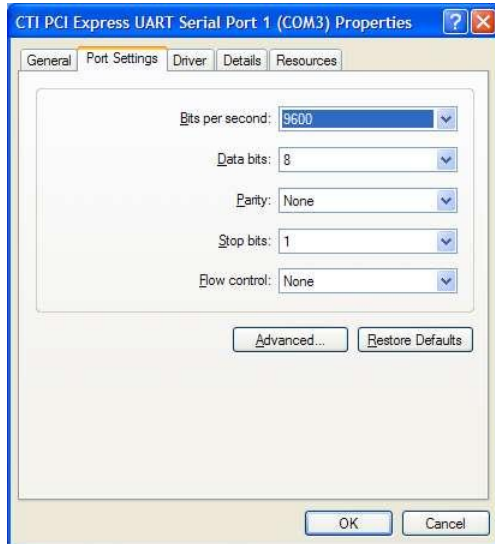 CTI PCI Express UART Serial Port 1 (COM3) Properties
General Port Settings Driver Details Resources
Bits per second: 9600
Data bits: 8
Parity: None
Stop bits: 1
Flow control: None
Advanced... Restore Defaults
OK Cancel